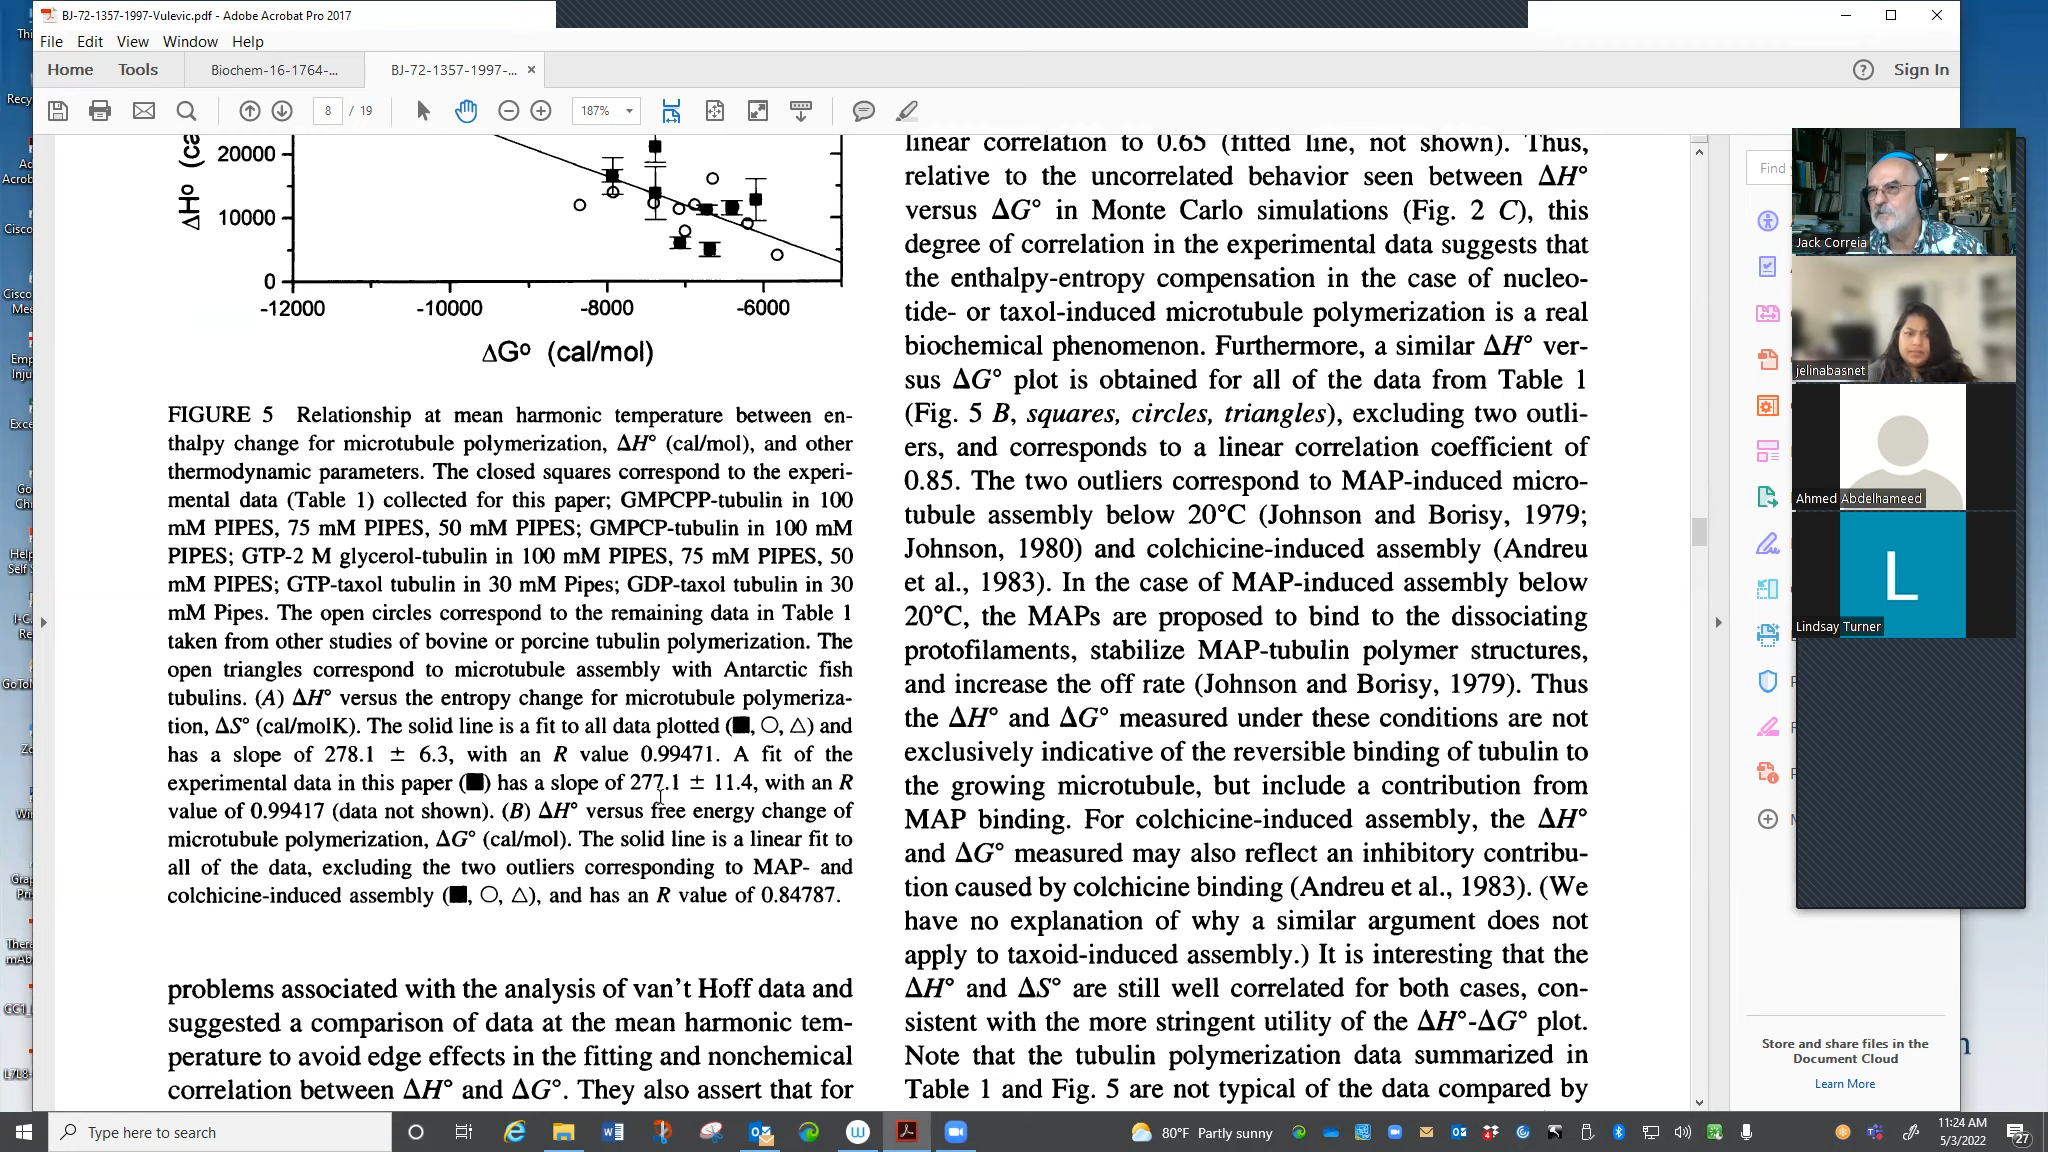 BJ-72-1357-1997-Vulevic.pdf - Adobe Acrobat Pro 2017
File Edit View Window Help
Home Tools Biochem-16-1764-... BJ-72-1357-1997-... ×
Sign In
8 / 19 187%
ΔH° (ca
20000
10000
0
-12000 -10000 -8000 -6000
ΔG° (cal/mol)
FIGURE 5 Relationship at mean harmonic temperature between en-
thalpy change for microtubule polymerization, ΔH° (cal/mol), and other
thermodynamic parameters. The closed squares correspond to the experi-
mental data (Table 1) collected for this paper; GMPCPP-tubulin in 100
mM PIPES, 75 mM PIPES, 50 mM PIPES; GMPCP-tubulin in 100 mM
PIPES; GTP-2 M glycerol-tubulin in 100 mM PIPES, 75 mM PIPES, 50
mM PIPES; GTP-taxol tubulin in 30 mM Pipes; GDP-taxol tubulin in 30
mM Pipes. The open circles correspond to the remaining data in Table 1
taken from other studies of bovine or porcine tubulin polymerization. The
open triangles correspond to microtubule assembly with Antarctic fish
tubulins. (A) ΔH° versus the entropy change for microtubule polymeriza-
tion, ΔS° (cal/molK). The solid line is a fit to all data plotted (■, ○, △) and
has a slope of 278.1 ± 6.3, with an R value 0.99471. A fit of the
experimental data in this paper (■) has a slope of 277.1 ± 11.4, with an R
value of 0.99417 (data not shown). (B) ΔH° versus free energy change of
microtubule polymerization, ΔG° (cal/mol). The solid line is a linear fit to
all of the data, excluding the two outliers corresponding to MAP- and
colchicine-induced assembly (■, ○, △), and has an R value of 0.84787.
problems associated with the analysis of van't Hoff data and
suggested a comparison of data at the mean harmonic tem-
perature to avoid edge effects in the fitting and nonchemical
correlation between ΔH° and ΔG°. They also assert that for
linear correlation to 0.65 (fitted line, not shown). Thus,
relative to the uncorrelated behavior seen between ΔH°
versus ΔG° in Monte Carlo simulations (Fig. 2 C), this
degree of correlation in the experimental data suggests that
the enthalpy-entropy compensation in the case of nucleo-
tide- or taxol-induced microtubule polymerization is a real
biochemical phenomenon. Furthermore, a similar ΔH° ver-
sus ΔG° plot is obtained for all of the data from Table 1
(Fig. 5 B, squares, circles, triangles), excluding two outli-
ers, and corresponds to a linear correlation coefficient of
0.85. The two outliers correspond to MAP-induced micro-
tubule assembly below 20°C (Johnson and Borisy, 1979;
Johnson, 1980) and colchicine-induced assembly (Andreu
et al., 1983). In the case of MAP-induced assembly below
20°C, the MAPs are proposed to bind to the dissociating
protofilaments, stabilize MAP-tubulin polymer structures,
and increase the off rate (Johnson and Borisy, 1979). Thus
the ΔH° and ΔG° measured under these conditions are not
exclusively indicative of the reversible binding of tubulin to
the growing microtubule, but include a contribution from
MAP binding. For colchicine-induced assembly, the ΔH°
and ΔG° measured may also reflect an inhibitory contribu-
tion caused by colchicine binding (Andreu et al., 1983). (We
have no explanation of why a similar argument does not
apply to taxoid-induced assembly.) It is interesting that the
ΔH° and ΔS° are still well correlated for both cases, con-
sistent with the more stringent utility of the ΔH°-ΔG° plot.
Note that the tubulin polymerization data summarized in
Table 1 and Fig. 5 are not typical of the data compared by
Find
Jack Correia
jelinabasnet
Ahmed Abdelhameed
L
Lindsay Turner
Store and share files in the
Document Cloud
Learn More
Type here to search
80°F Partly sunny
11:24 AM
5/3/2022
27